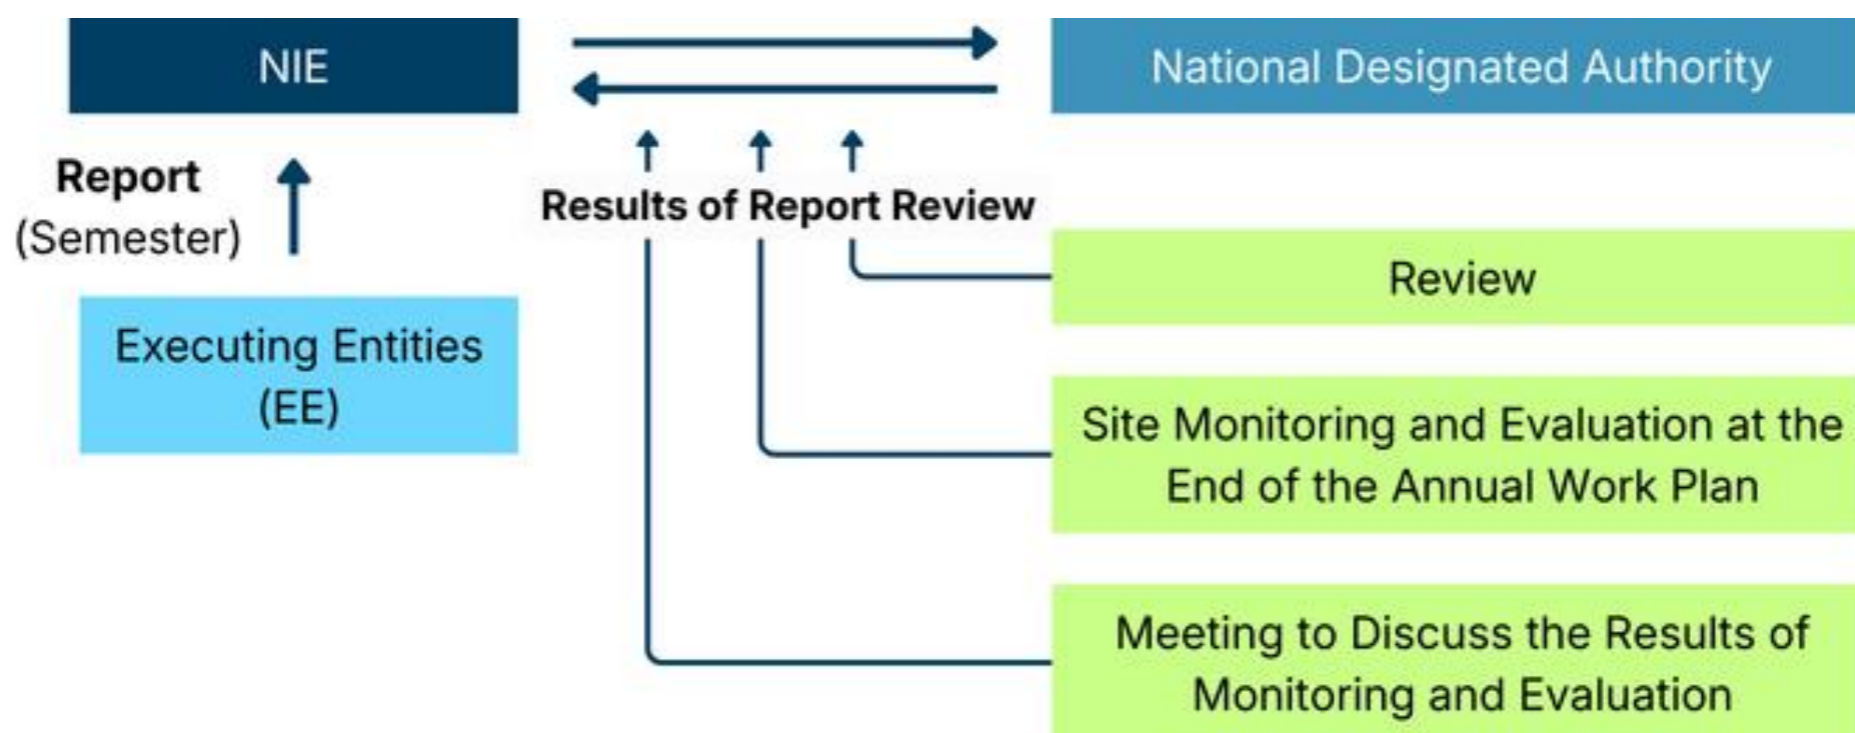 NIE
National Designated Authority
Report
(Semester)
Results of Report Review
Review
Executing Entities
(EE)
Site Monitoring and Evaluation at the
End of the Annual Work Plan
Meeting to Discuss the Results of
Monitoring and Evaluation